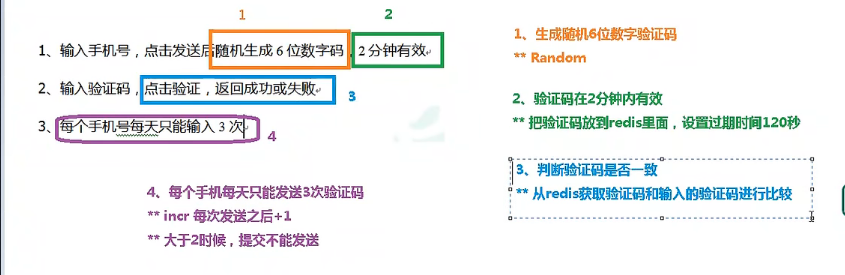 1
2
1、输入手机号，点击发送后随机生成 6 位数字码，2 分钟有效
2、输入验证码，点击验证，返回成功或失败
3
3、每个手机号每天只能输入 3 次
4
4、每个手机每天只能发送3次验证码
** incr 每次发送之后+1
** 大于2时候，提交不能发送
1、生成随机6位数字验证码
** Random
2、验证码在2分钟内有效
** 把验证码放到redis里面，设置过期时间120秒
3、判断验证码是否一致
** 从redis获取验证码和输入的验证码进行比较